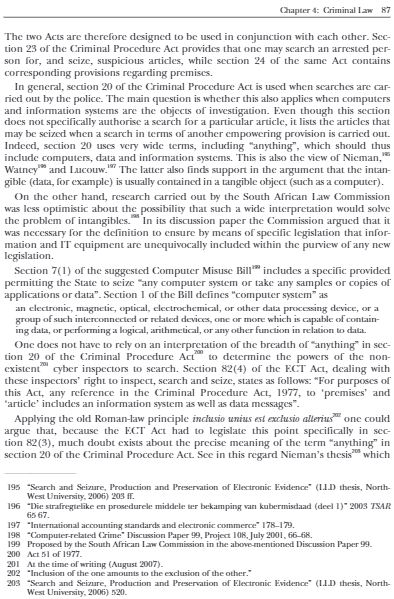 Chapter 4: Criminal Law 87
The two Acts are therefore designed to be used in conjunction with each other. Sec-
tion 23 of the Criminal Procedure Act provides that one may search an arrested per-
son for, and seize, suspicious articles, while section 24 of the same Act contains
corresponding provisions regarding premises.
In general, section 20 of the Criminal Procedure Act is used when searches are car-
ried out by the police. The main question is whether this also applies when computers
and information systems are the objects of investigation. Even though this section
does not specifically authorise a search for a particular article, it lists the articles that
may be seized when a search in terms of another empowering provision is carried out.
Indeed, section 20 uses very wide terms, including “anything”, which should thus
include computers, data and information systems. This is also the view of Nieman,195
Watney196 and Lucouw.197 The latter also finds support in the argument that the intan-
gible (data, for example) is usually contained in a tangible object (such as a computer).
On the other hand, research carried out by the South African Law Commission
was less optimistic about the possibility that such a wide interpretation would solve
the problem of intangibles.198 In its discussion paper the Commission argued that it
was necessary for the definition to ensure by means of specific legislation that infor-
mation and IT equipment are unequivocally included within the purview of any new
legislation.
Section 7(1) of the suggested Computer Misuse Bill199 includes a specific provided
permitting the State to seize “any computer system or take any samples or copies of
applications or data”. Section 1 of the Bill defines “computer system” as
an electronic, magnetic, optical, electrochemical, or other data processing device, or a
group of such interconnected or related devices, one or more which is capable of contain-
ing data, or performing a logical, arithmetical, or any other function in relation to data.
One does not have to rely on an interpretation of the breadth of “anything” in sec-
tion 20 of the Criminal Procedure Act200 to determine the powers of the non-
existent201 cyber inspectors to search. Section 82(4) of the ECT Act, dealing with
these inspectors’ right to inspect, search and seize, states as follows: “For purposes of
this Act, any reference in the Criminal Procedure Act, 1977, to ‘premises’ and
‘article’ includes an information system as well as data messages”.
Applying the old Roman-law principle inclusio unius est exclusio alterius202 one could
argue that, because the ECT Act had to legislate this point specifically in sec-
tion 82(3), much doubt exists about the precise meaning of the term “anything” in
section 20 of the Criminal Procedure Act. See in this regard Nieman’s thesis203 which
195 “Search and Seizure, Production and Preservation of Electronic Evidence” (LLD thesis, North-
West University, 2006) 203 ff.
196 “Die strafregtelike en prosedurele middele ter bekamping van kubermisdaad (deel 1)” 2003 TSAR
65 67.
197 “International accounting standards and electronic commerce” 178–179.
198 “Computer-related Crime” Discussion Paper 99, Project 108, July 2001, 66–68.
199 Proposed by the South African Law Commission in the above-mentioned Discussion Paper 99.
200 Act 51 of 1977.
201 At the time of writing (August 2007).
202 “Inclusion of the one amounts to the exclusion of the other.”
203 “Search and Seizure, Production and Preservation of Electronic Evidence” (LLD thesis, North-
West University, 2006) 520.